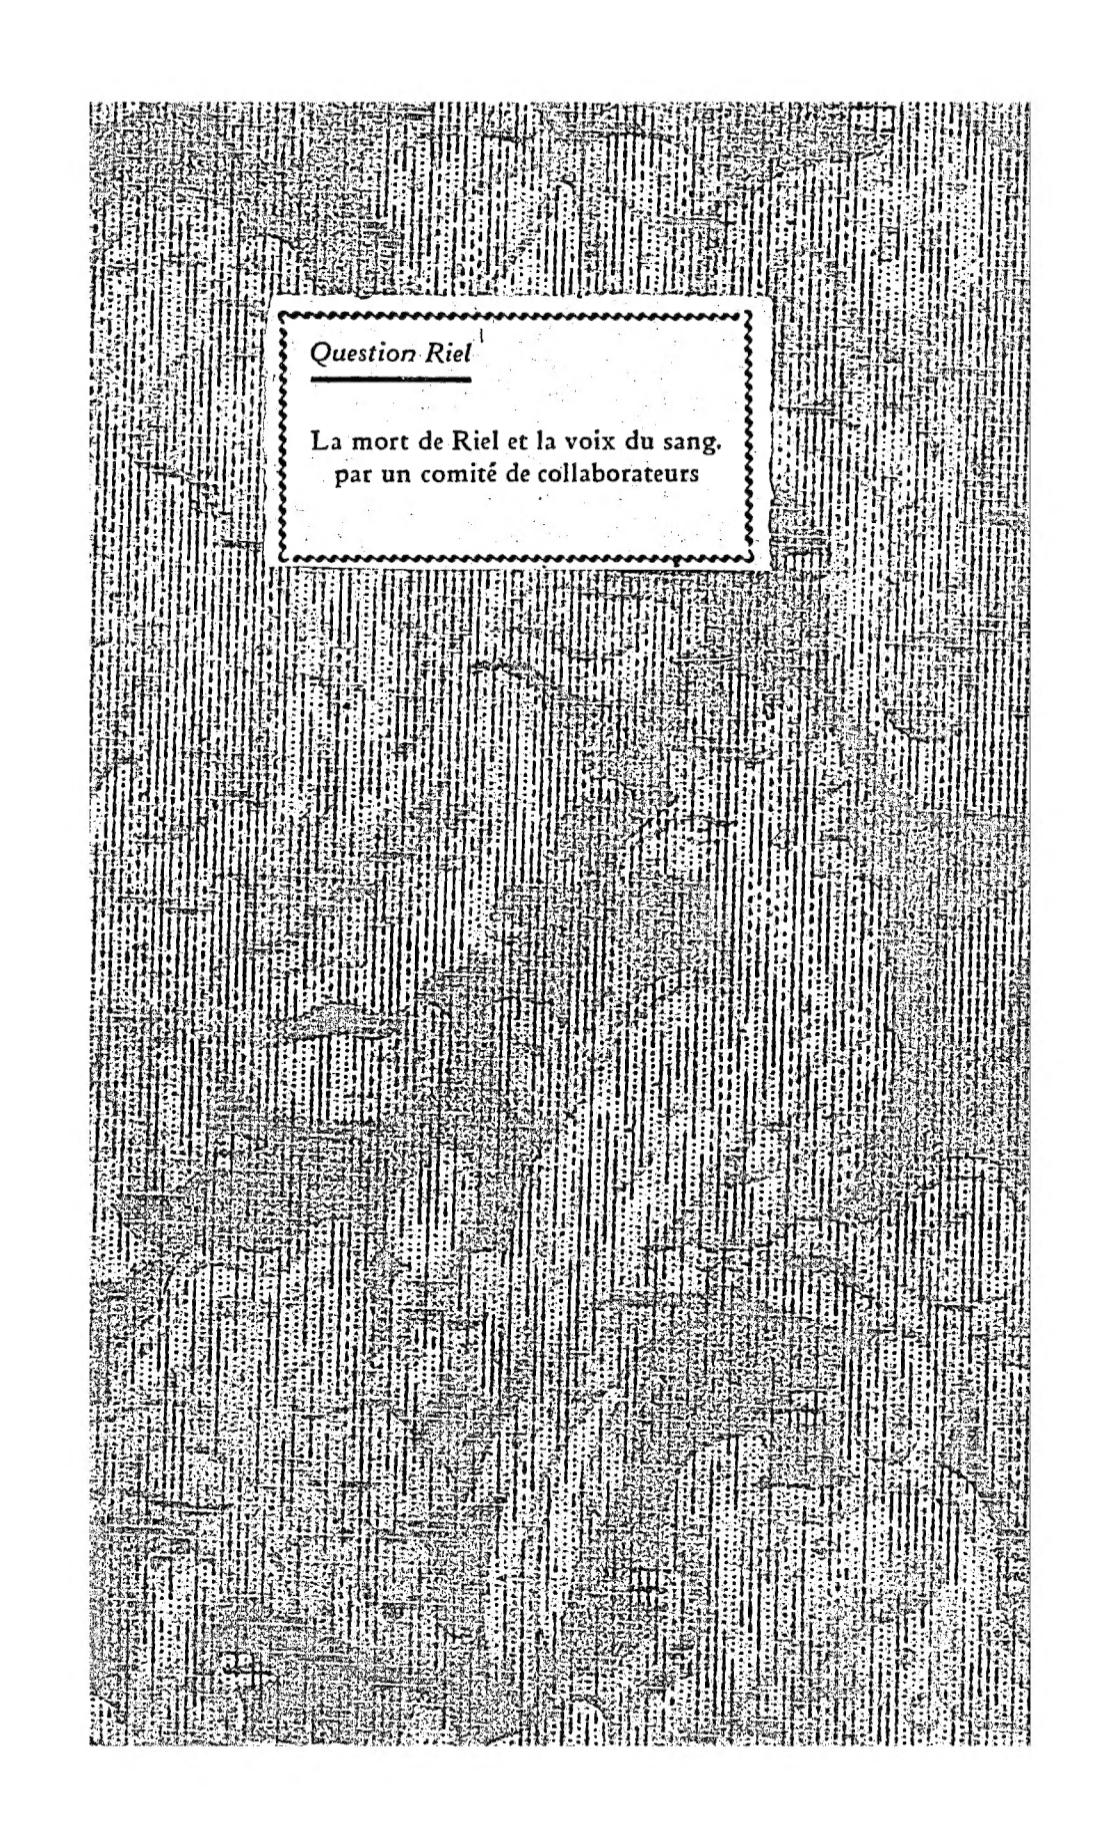 Question Riel
La mort de Riel et la voix du sang.
par un comité de collaborateurs